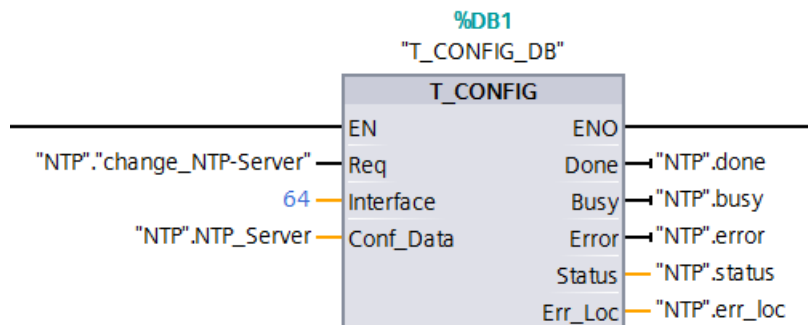 %DB1
"T_CONFIG_DB"
T_CONFIG
EN ENO
"NTP"."change_NTP-Server" Req Done "NTP".done
64 Interface Busy "NTP".busy
"NTP".NTP_Server Conf_Data Error "NTP".error
Status "NTP".status
Err_Loc "NTP".err_loc